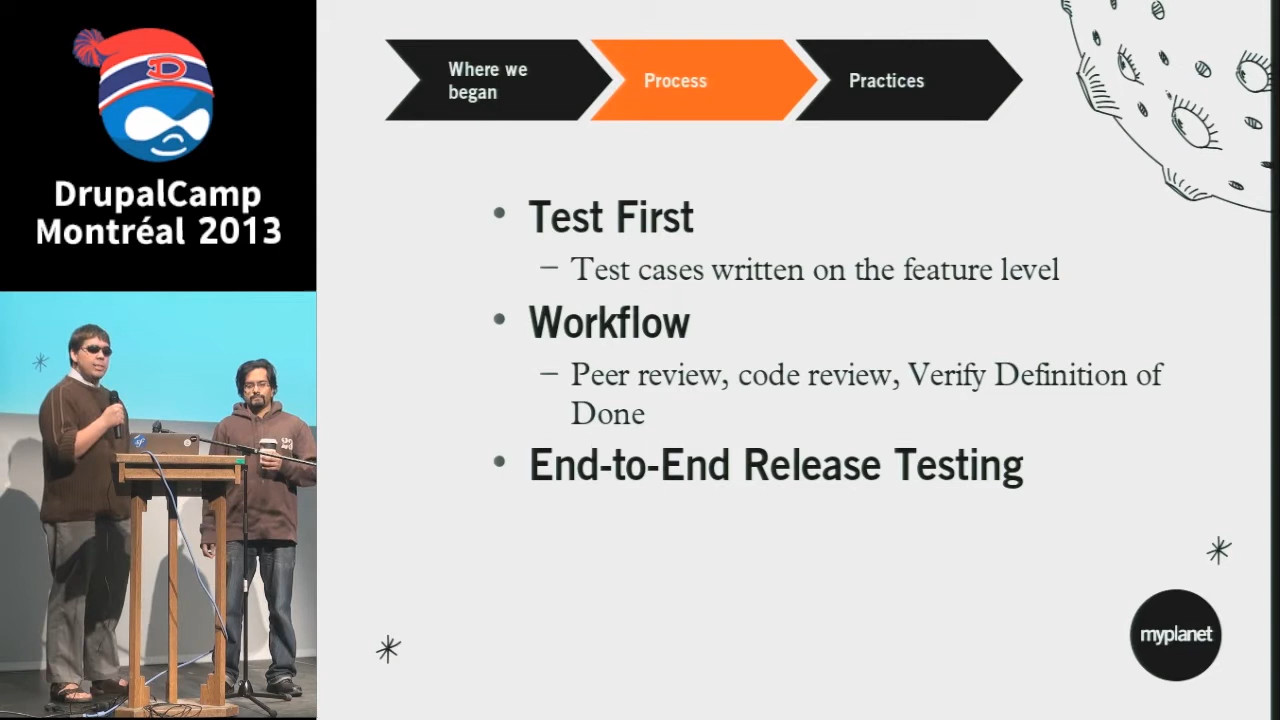 DrupalCamp
Montréal 2013
Where we
began
Process
Practices
• Test First
– Test cases written on the feature level
• Workflow
– Peer review, code review, Verify Definition of
Done
• End-to-End Release Testing
myplanet